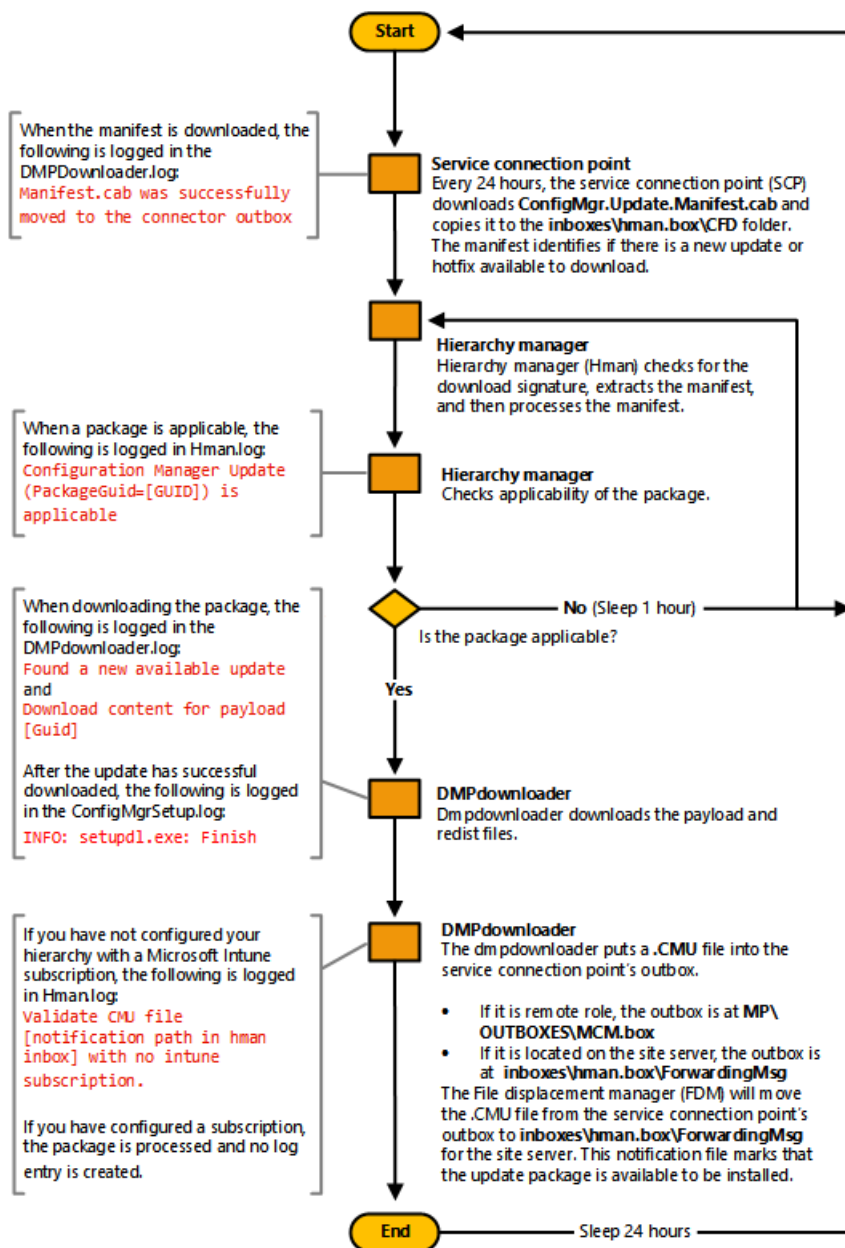 Start
When the manifest is downloaded, the
following is logged in the
DMPDownloader.log:
Manifest.cab was successfully
moved to the connector outbox
Service connection point
Every 24 hours, the service connection point (SCP)
downloads ConfigMgr.Update.Manifest.cab and
copies it to the inboxes\hman.box\CFD folder.
The manifest identifies if there is a new update or
hotfix available to download.
Hierarchy manager
Hierarchy manager (Hman) checks for the
download signature, extracts the manifest,
and then processes the manifest.
When a package is applicable, the
following is logged in Hman.log:
Configuration Manager Update
(PackageGuid=[GUID]) is
applicable
Hierarchy manager
Checks applicability of the package.
No (Sleep 1 hour)
Is the package applicable?
Yes
When downloading the package, the
following is logged in the
DMPdownloader.log:
Found a new available update
and
Download content for payload
[Guid]
After the update has successful
downloaded, the following is logged
in the ConfigMgrSetup.log:
INFO: setupdl.exe: Finish
DMPdownloader
Dmpdownloader downloads the payload and
redist files.
If you have not configured your
hierarchy with a Microsoft Intune
subscription, the following is logged
in Hman.log:
Validate CMU file
[notification path in hman
inbox] with no intune
subscription.
If you have configured a subscription,
the package is processed and no log
entry is created.
DMPdownloader
The dmpdownloader puts a .CMU file into the
service connection point's outbox.
• If it is remote role, the outbox is at MP\
OUTBOXES\MCM.box
• If it is located on the site server, the outbox is
at inboxes\hman.box\ForwardingMsg
The File displacement manager (FDM) will move
the .CMU file from the service connection point's
outbox to inboxes\hman.box\ForwardingMsg
for the site server. This notification file marks that
the update package is available to be installed.
End
Sleep 24 hours